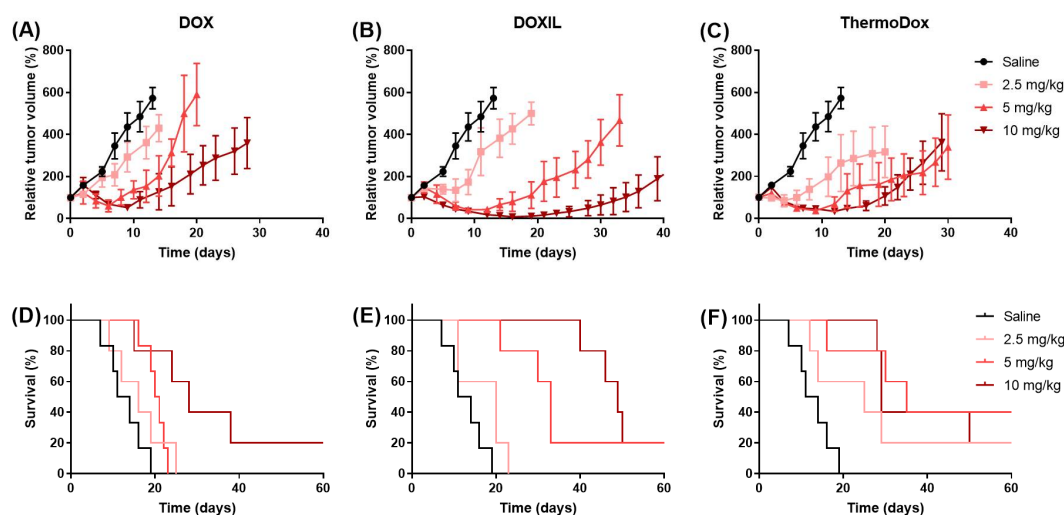 DOX
DOXIL
ThermoDox
(A)
(B)
(C)
Relative tumor volume (%)
800
600
400
200
0
0
10
20
30
40
Time (days)
Relative tumor volume (%)
800
600
400
200
0
0
10
20
30
40
Time (days)
Relative tumor volume (%)
800
600
400
200
0
0
10
20
30
40
Time (days)
Saline
2.5 mg/kg
5 mg/kg
10 mg/kg
(D)
(E)
(F)
Survival (%)
100
80
60
40
20
0
0
20
40
60
Time (days)
Survival (%)
100
80
60
40
20
0
0
20
40
60
Time (days)
Survival (%)
100
80
60
40
20
0
0
20
40
60
Time (days)
Saline
2.5 mg/kg
5 mg/kg
10 mg/kg